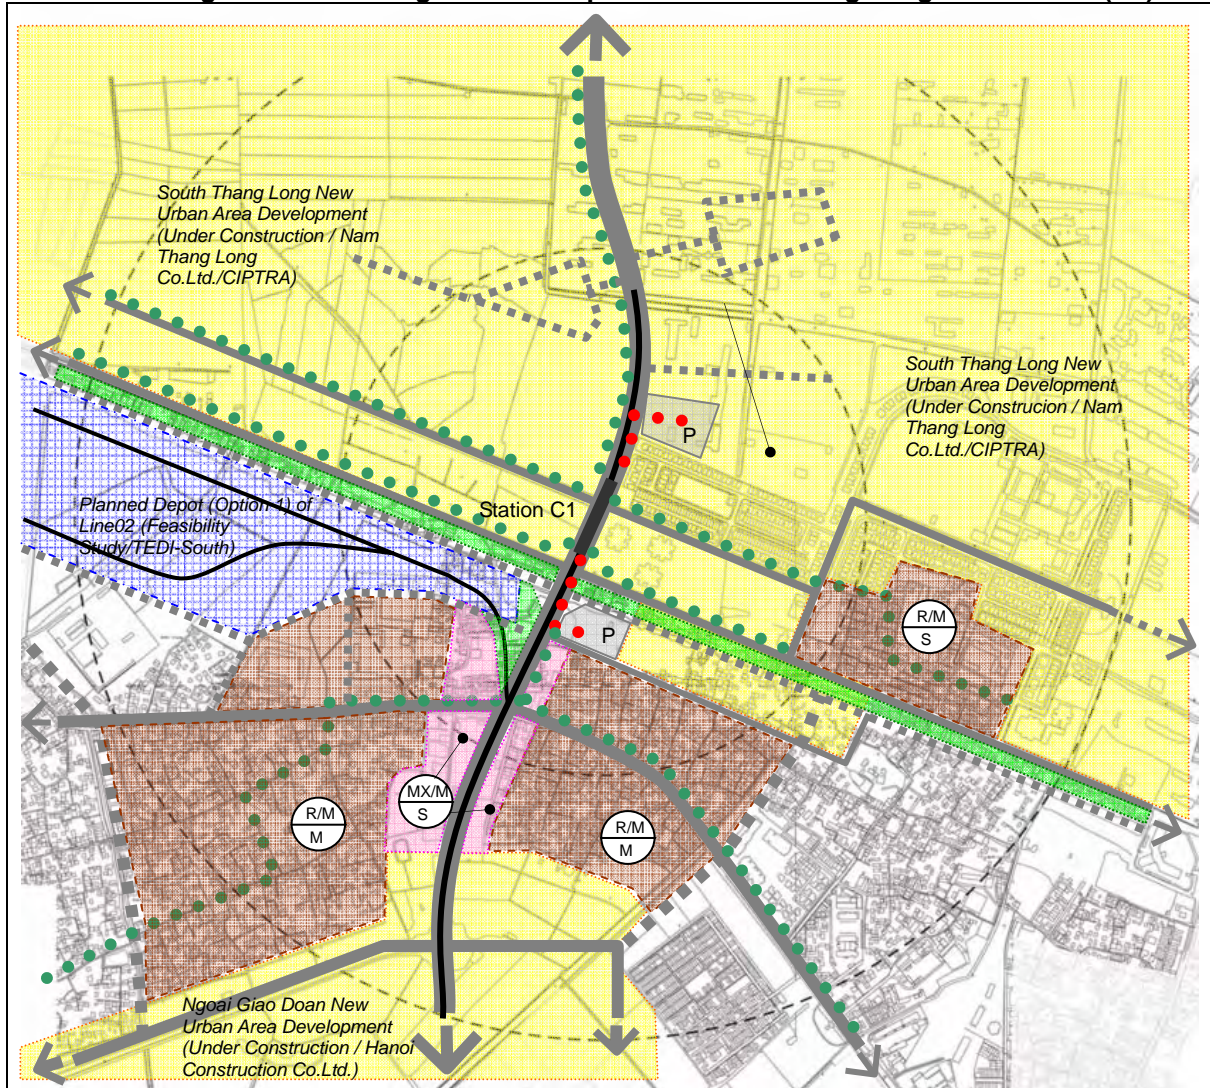 South Thang Long New
Urban Area Development
(Under Construction / Nam
Thang Long
Co.Ltd./CIPTRA)
South Thang Long New
Urban Area Development
(Under Construcion / Nam
Thang Long
Co.Ltd./CIPTRA)
P
Station C1
Planned Depot (Option 1) of
Line02 (Feasibility
Study/TEDI-South)
P
R/M
S
MX/M
S
R/M
M
R/M
M
Ngoai Giao Doan New
Urban Area Development
(Under Construction / Hanoi
Construction Co.Ltd.)